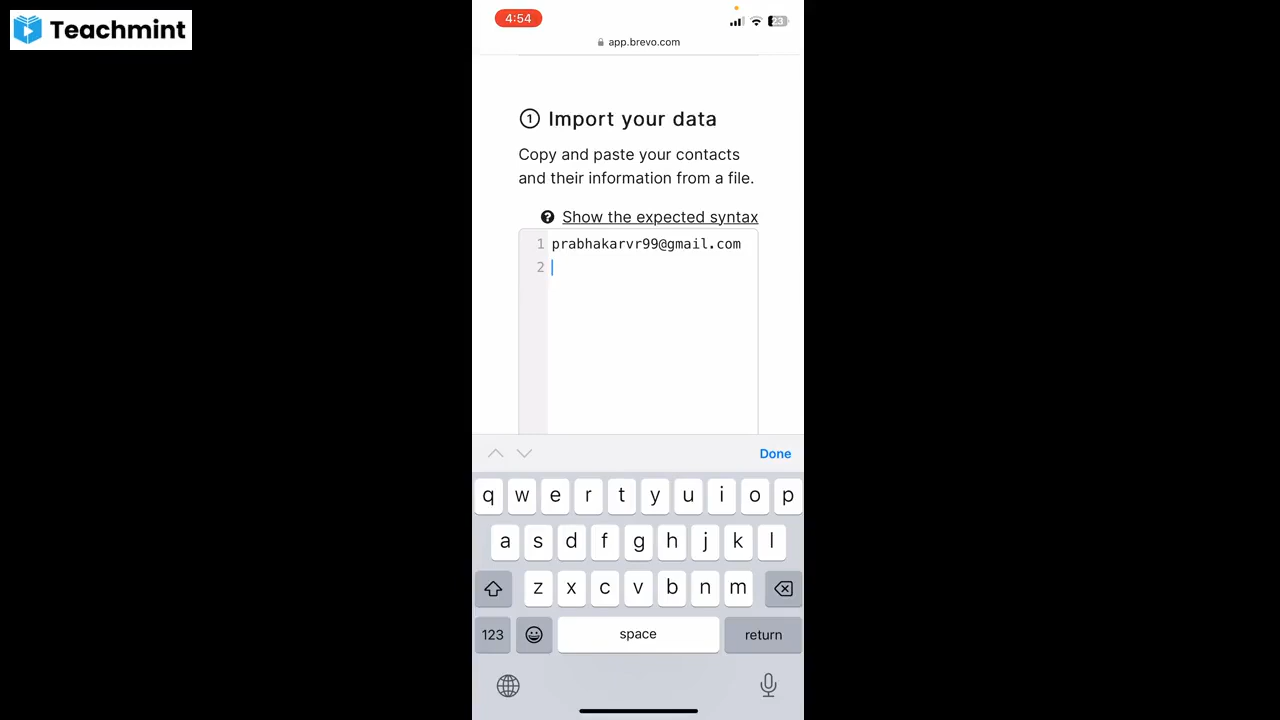 Teachmint
4:54
23
app.brevo.com
1 Import your data
Copy and paste your contacts
and their information from a file.
? Show the expected syntax
1 prabhakarvr99@gmail.com
2
Done
q w e r t y u i o p
a s d f g h j k l
z x c v b n m
123 space return